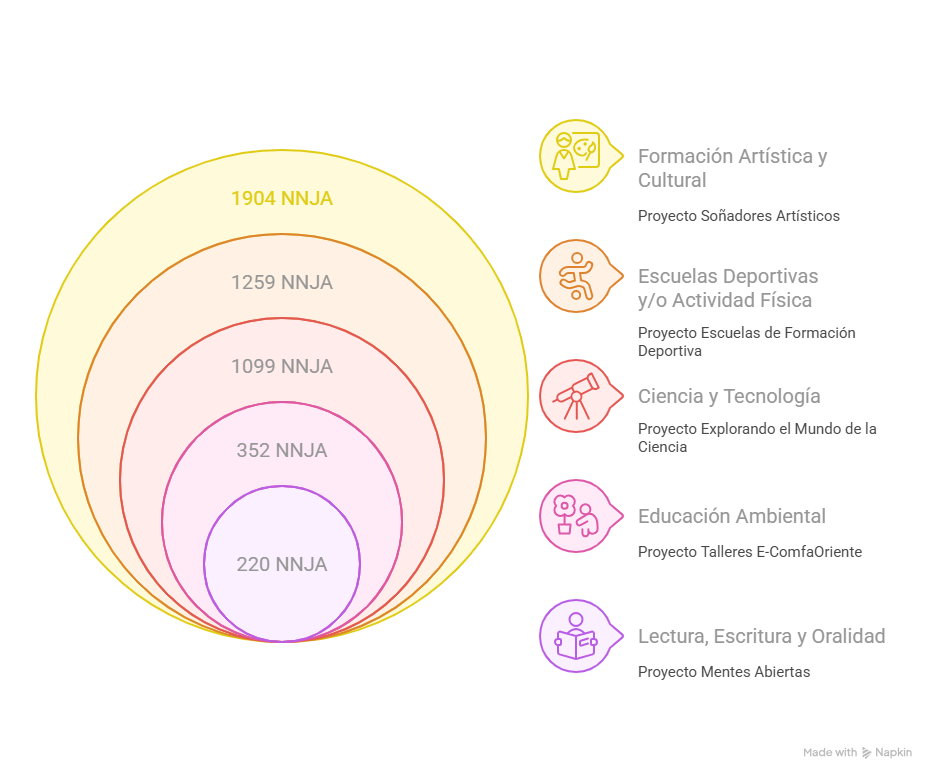 1904 NNJA
1259 NNJA
1099 NNJA
352 NNJA
220 NNJA
Formación Artística y
Cultural
Proyecto Soñadores Artísticos
Escuelas Deportivas
y/o Actividad Física
Proyecto Escuelas de Formación
Deportiva
Ciencia y Tecnología
Proyecto Explorando el Mundo de la
Ciencia
Educación Ambiental
Proyecto Talleres E-ComfaOriente
Lectura, Escritura y Oralidad
Proyecto Mentes Abiertas
Made with Napkin